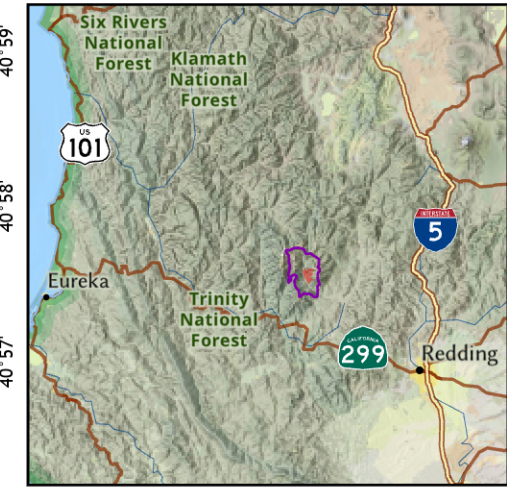 40°59'
Six Rivers
National
Forest
Klamath
National
Forest
US
101
40°58'
INTERSTATE
5
Eureka
Trinity
National
Forest
40°57'
CALIFORNIA
299
Redding